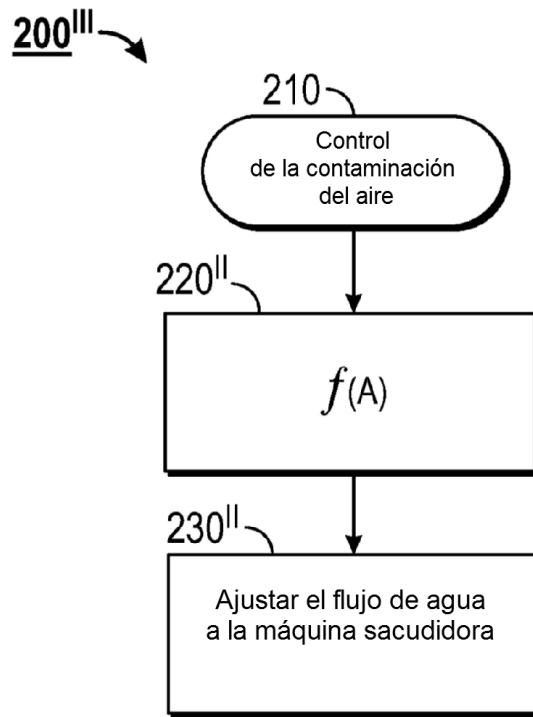 200III
210
Control
de la contaminación
del aire
220II
f(A)
230II
Ajustar el flujo de agua
a la máquina sacudidora